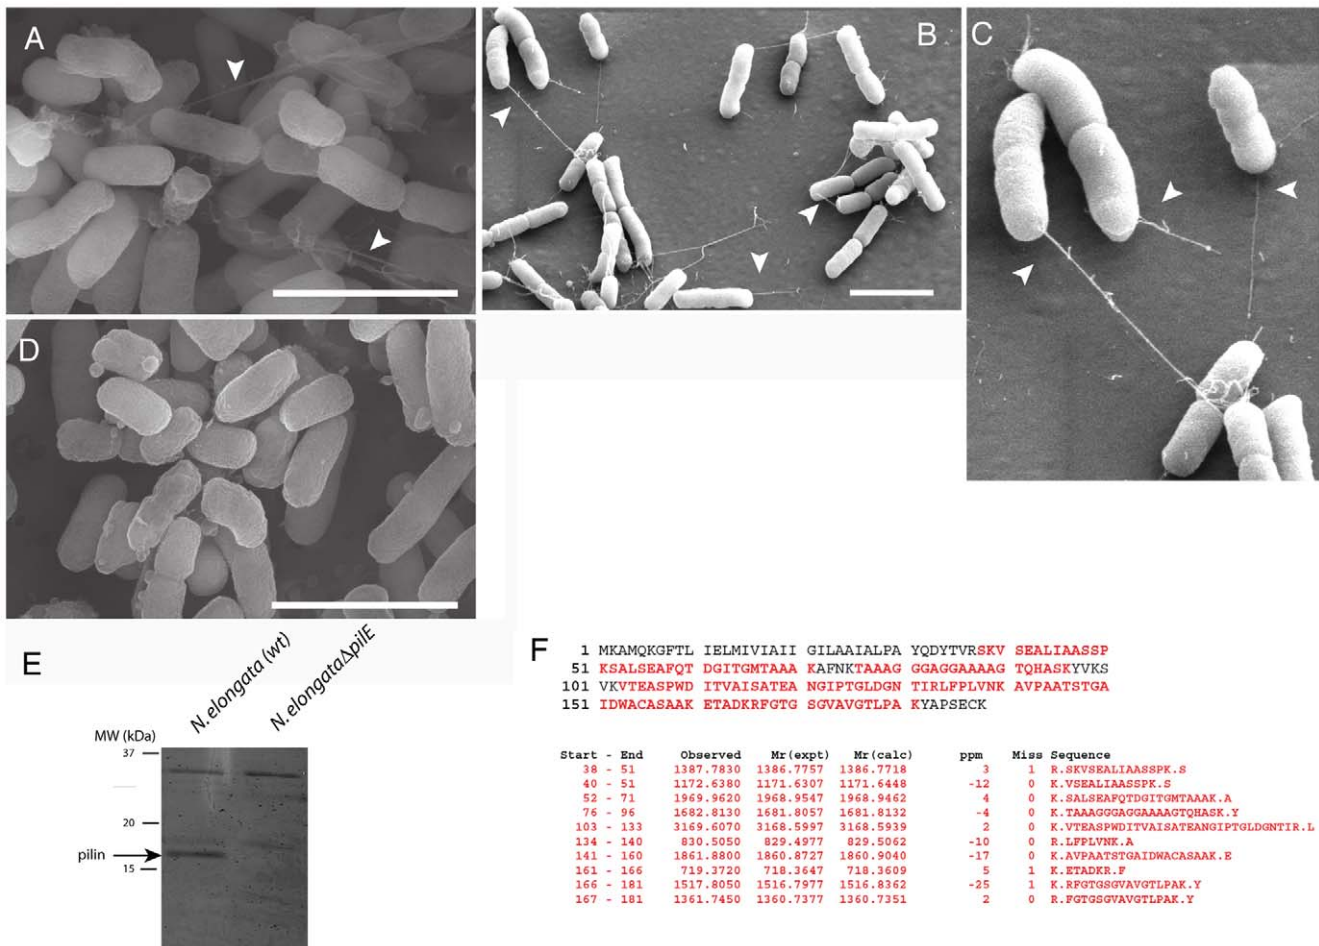 A
B
C
D
E
N. elongata (wt)
N. elongataΔpilE
MW (kDa)
37
20
pilin
15
F
1 MKAMQKGFTL IELMIVIAII GILAAIALPA YQDYTVRSKV SEALIAASSP
51 KSALSEAFQT DGITGMTAAA KAFNKTAAAG GGAGGAAAAG TQHASKYVKS
101 VKVTEASPWD ITVAISATEA NGIPTGLDGN TIRLFPLVNK AVPAATSTGA
151 IDWACASAAK ETADKRFGTG SGVAVGTLPA KYAPSECK
Start - End Observed Mr(expt) Mr(calc) ppm Miss Sequence
38 - 51 1387.7830 1386.7757 1386.7718 3 1 R.SKVSEALIAASSPK.S
40 - 51 1172.6380 1171.6307 1171.6448 -12 0 K.VSEALIAASSPK.S
52 - 71 1969.9620 1968.9547 1968.9462 4 0 K.SALSEAFQTDGITGMTAAAK.A
76 - 96 1682.8130 1681.8057 1681.8132 -4 0 K.TAAAGGGAGGAAAAGTQHASK.Y
103 - 133 3169.6070 3168.5997 3168.5939 2 0 K.VTEASPWDITVAISATEANGIPTGLDGNTIR.L
134 - 140 830.5050 829.4977 829.5062 -10 0 R.LFPLVNK.A
141 - 160 1861.8800 1860.8727 1860.9040 -17 0 K.AVPAATSTGAIDWACASAAK.E
161 - 166 719.3720 718.3647 718.3609 5 1 K.ETADKR.F
166 - 181 1517.8050 1516.7977 1516.8362 -25 1 K.RFGTGSGVAVGTLPAK.Y
167 - 181 1361.7450 1360.7377 1360.7351 2 0 R.FGTGSGVAVGTLPAK.Y